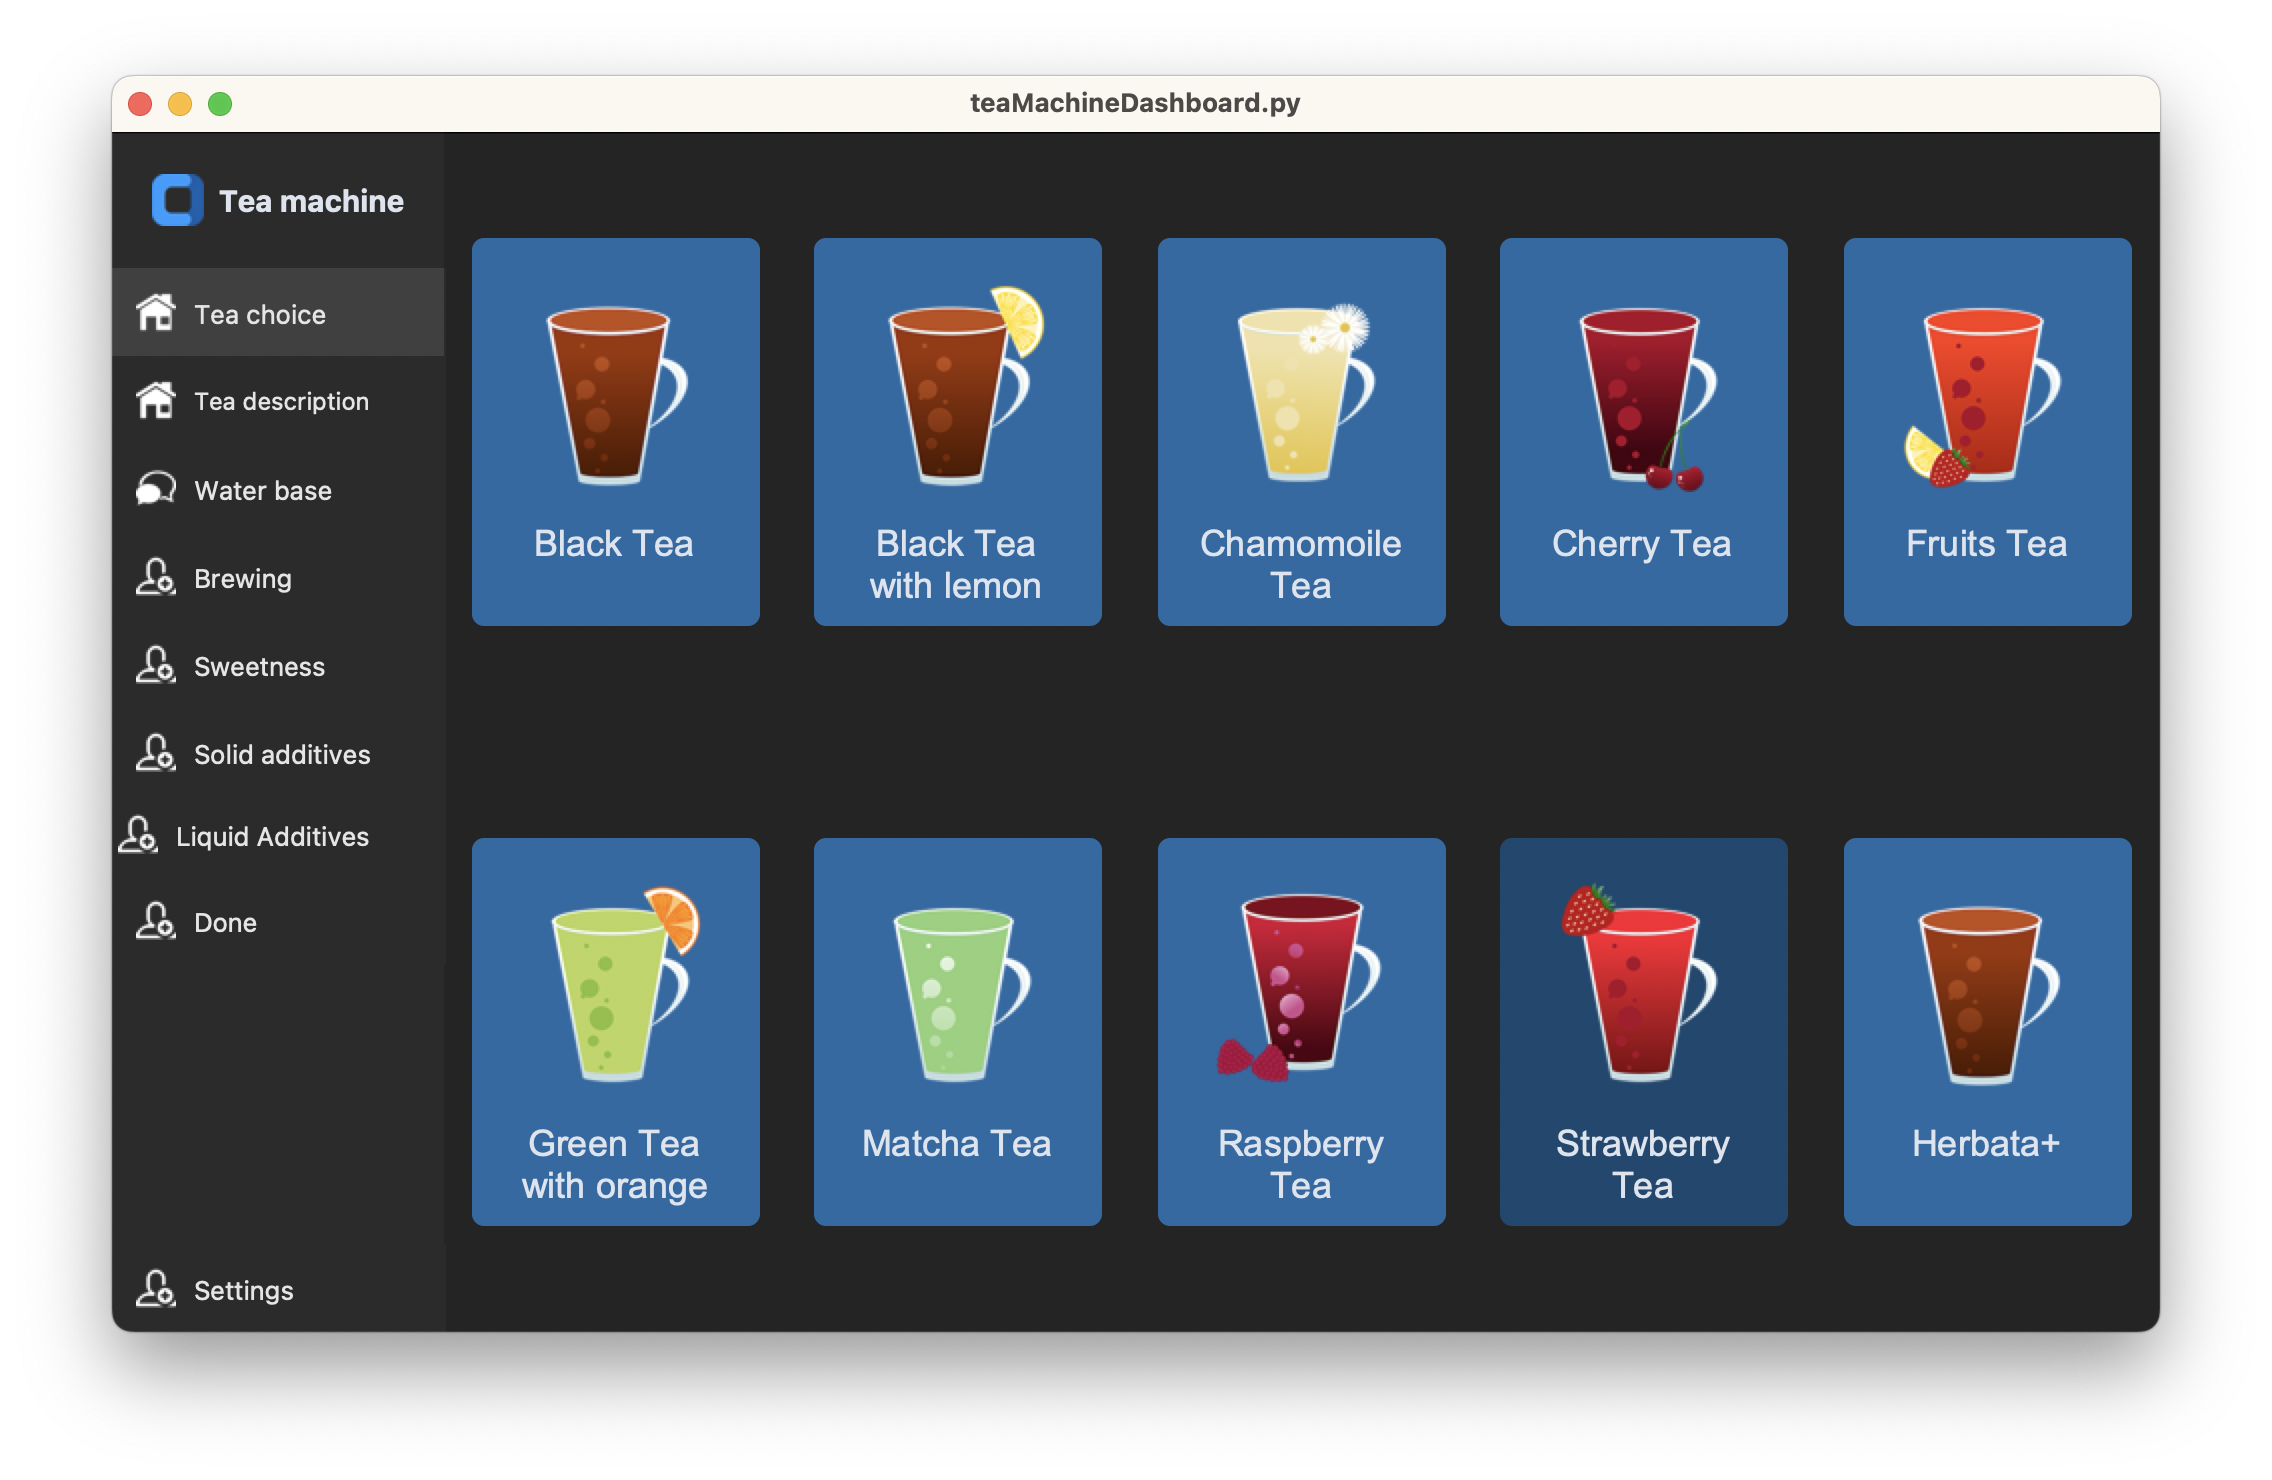 teaMachineDashboard.py
Tea machine
Tea choice
Tea description
Water base
Brewing
Sweetness
Solid additives
Liquid Additives
Done
Settings
Black Tea
Black Tea
with lemon
Chamomoile
Tea
Cherry Tea
Fruits Tea
Green Tea
with orange
Matcha Tea
Raspberry
Tea
Strawberry
Tea
Herbata+